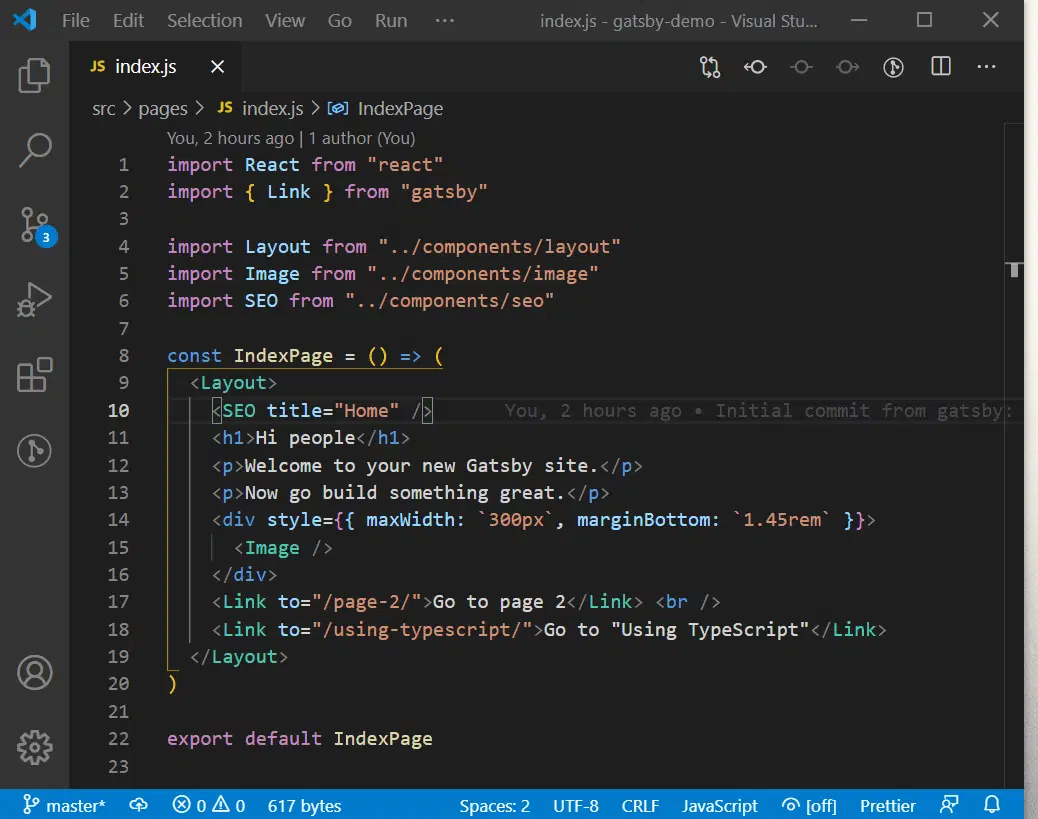 File Edit Selection View Go Run ··· index.js - gatsby-demo - Visual Stu...
JS index.js
src > pages > JS index.js > IndexPage
You, 2 hours ago | 1 author (You)
1 import React from "react"
2 import { Link } from "gatsby"
3
4 import Layout from "../components/layout"
5 import Image from "../components/image"
6 import SEO from "../components/seo"
7
8 const IndexPage = () => (
9 <Layout>
10 <SEO title="Home" /> You, 2 hours ago • Initial commit from gatsby:
11 <h1>Hi people</h1>
12 <p>Welcome to your new Gatsby site.</p>
13 <p>Now go build something great.</p>
14 <div style={{ maxWidth: `300px`, marginBottom: `1.45rem` }}>
15 <Image />
16 </div>
17 <Link to="/page-2/">Go to page 2</Link> <br />
18 <Link to="/using-typescript/">Go to "Using TypeScript"</Link>
19 </Layout>
20 )
21
22 export default IndexPage
23
3
master* 0 0 617 bytes Spaces: 2 UTF-8 CRLF JavaScript [off] Prettier